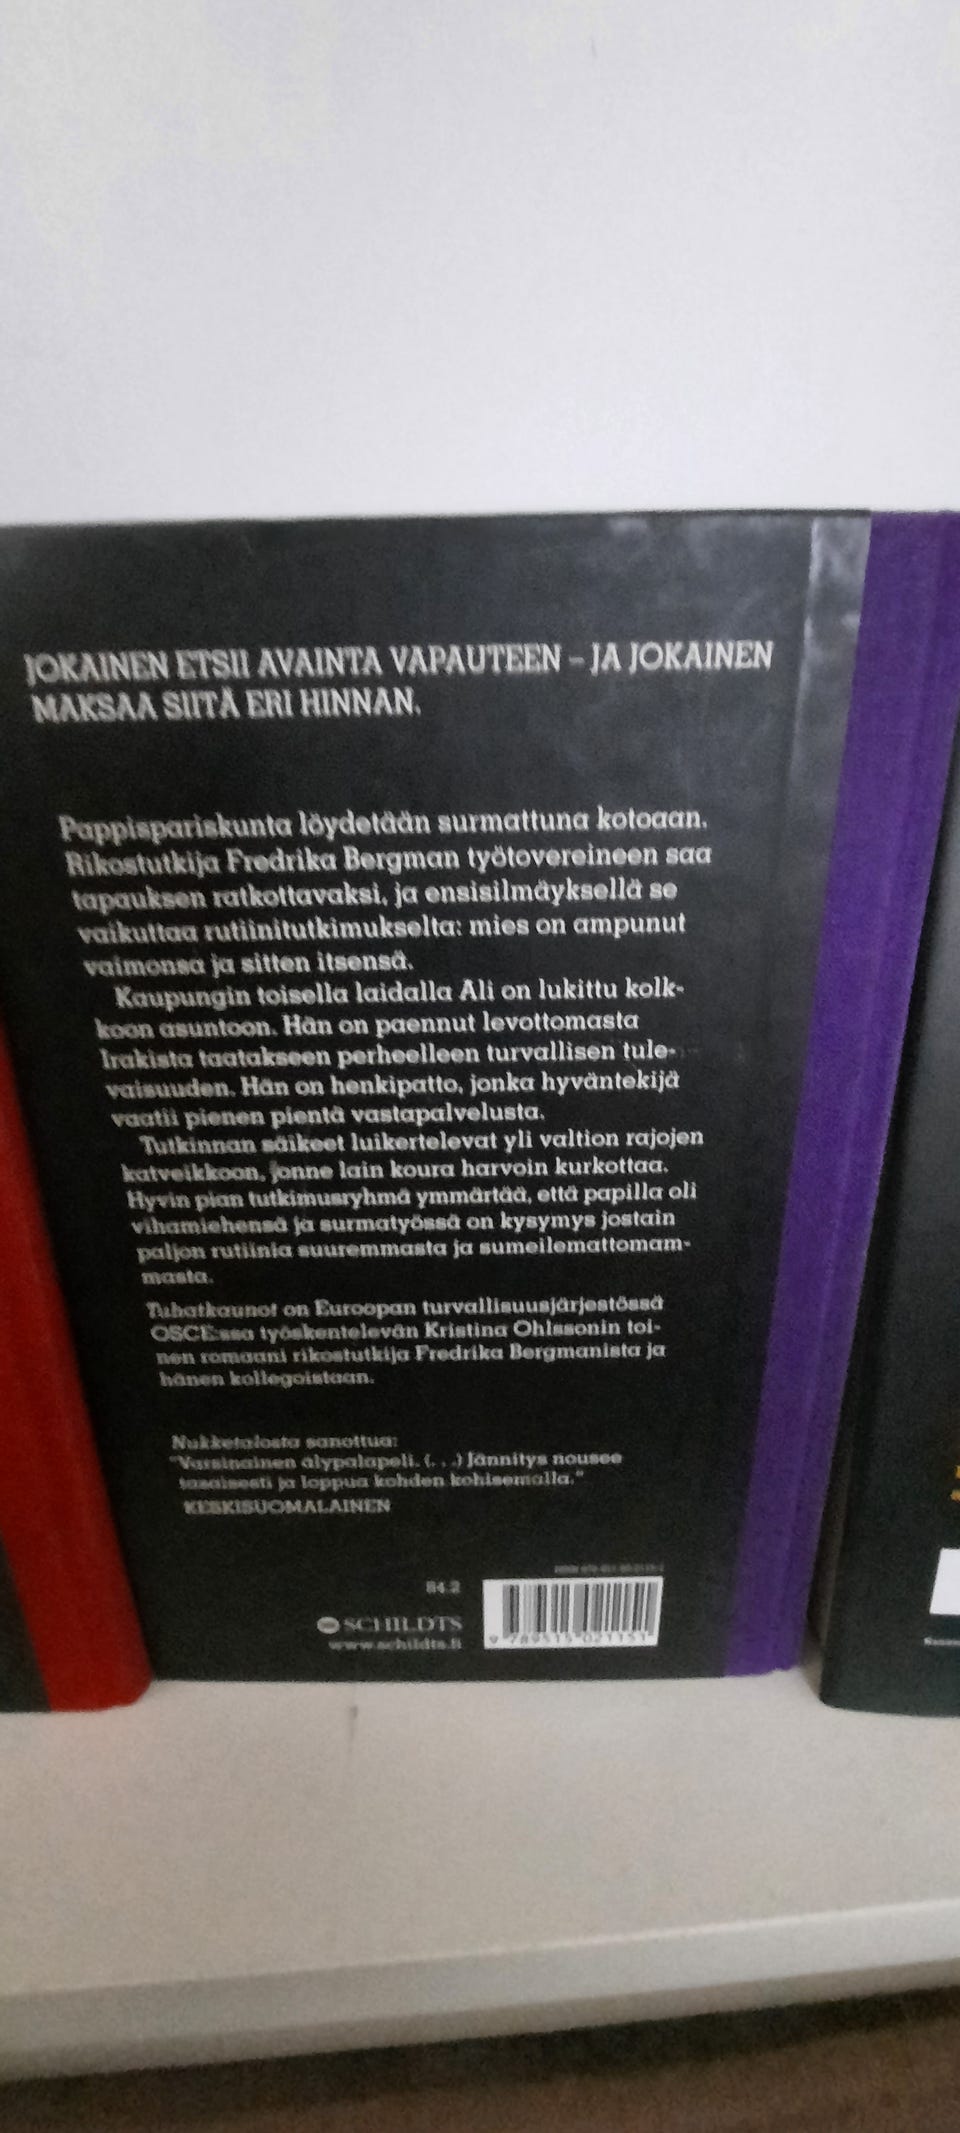 JOKAINEN ETSII AVAINTA VAPAUTEEN – JA JOKAINEN
MAKSAA SIITÄ ERI HINNAN.
Pappispariskunta löydetään surmattuna kotoaan.
Rikostutkija Fredrika Bergman työtovereineen saa
tapauksen ratkottavaksi, ja ensisilmäyksellä se
vaikuttaa rutiinitutkimukselta: mies on ampunut
vaimonsa ja sitten itsensä.
Kaupungin toisella laidalla Ali on lukittu kolk-
koon asuntoon. Hän on paennut levottomasta
Irakista taatakseen perheelleen turvallisen tule-
vaisuuden. Hän on henkipatto, jonka hyväntekijä
vaatii pienen pientä vastapalvelusta.
Tutkinnan säikeet luikertelevat yli valtion rajojen
katveikkoon, jonne lain koura harvoin kurkottaa.
Hyvin pian tutkimusryhmä ymmärtää, että papilla oli
vihamiehensä ja surmatyössä on kysymys jostain
paljon rutiinia suuremmasta ja sumeilemattomam-
masta.
Tuhatkaunot on Euroopan turvallisuusjärjestössä
OSCE:ssa työskentelevän Kristina Ohlssonin toi-
nen romaani rikostutkija Fredrika Bergmanista ja
hänen kollegoistaan.
Nukketalosta sanottua:
"Varsinainen älypalapeli. (. . .) Jännitys nousee
tasaisesti ja loppua kohden kohisemalla."
KESKISUOMALAINEN
84.2
SCHILDTS
www.schildts.fi
9 789515 021151